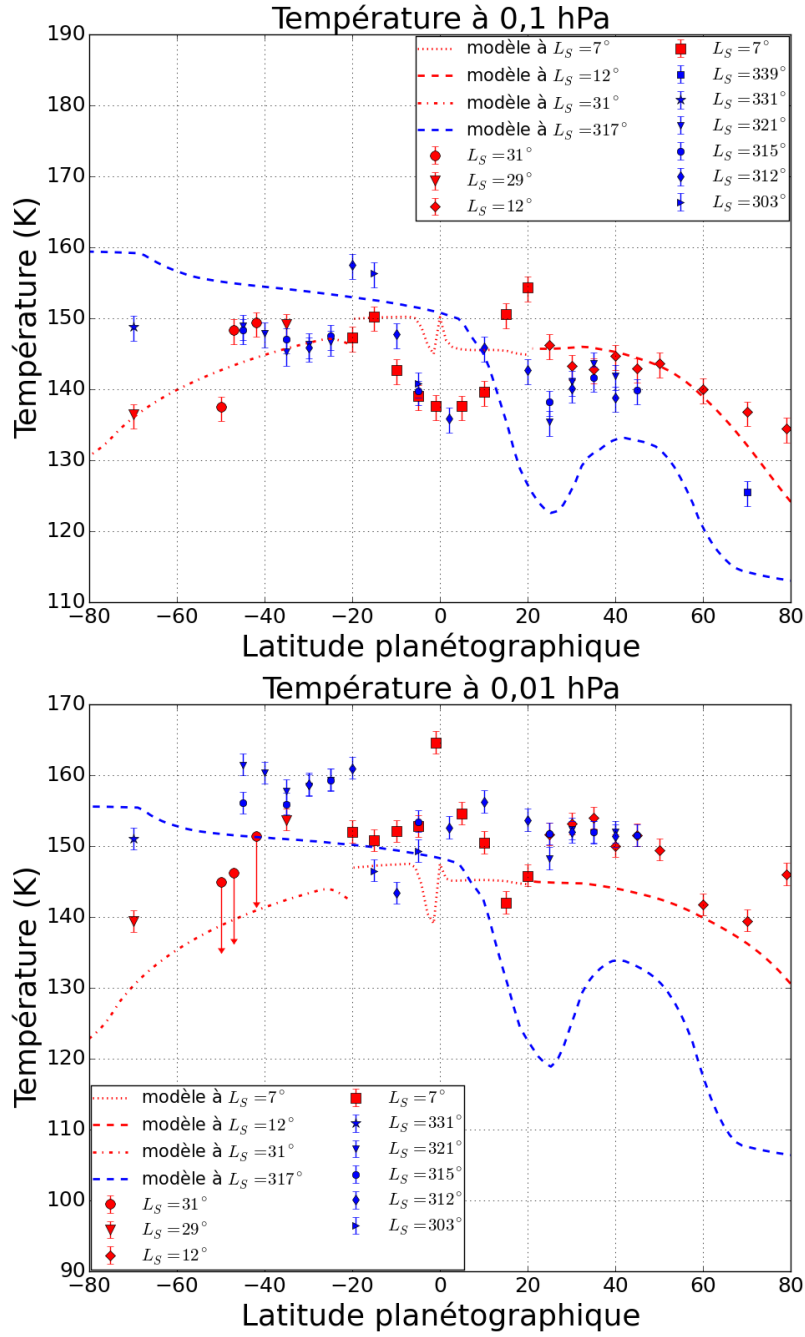 Température à 0,1 hPa
Température (K)
190
180
170
160
150
140
130
120
110
modèle à L_S =7°
modèle à L_S =12°
modèle à L_S =31°
modèle à L_S =317°
L_S =31°
L_S =29°
L_S =12°
L_S =7°
L_S =339°
L_S =331°
L_S =321°
L_S =315°
L_S =312°
L_S =303°
−80 −60 −40 −20 0 20 40 60 80
Latitude planétographique
Température à 0,01 hPa
Température (K)
170
160
150
140
130
120
110
100
90
modèle à L_S =7°
modèle à L_S =12°
modèle à L_S =31°
modèle à L_S =317°
L_S =31°
L_S =29°
L_S =12°
L_S =7°
L_S =331°
L_S =321°
L_S =315°
L_S =312°
L_S =303°
−80 −60 −40 −20 0 20 40 60 80
Latitude planétographique